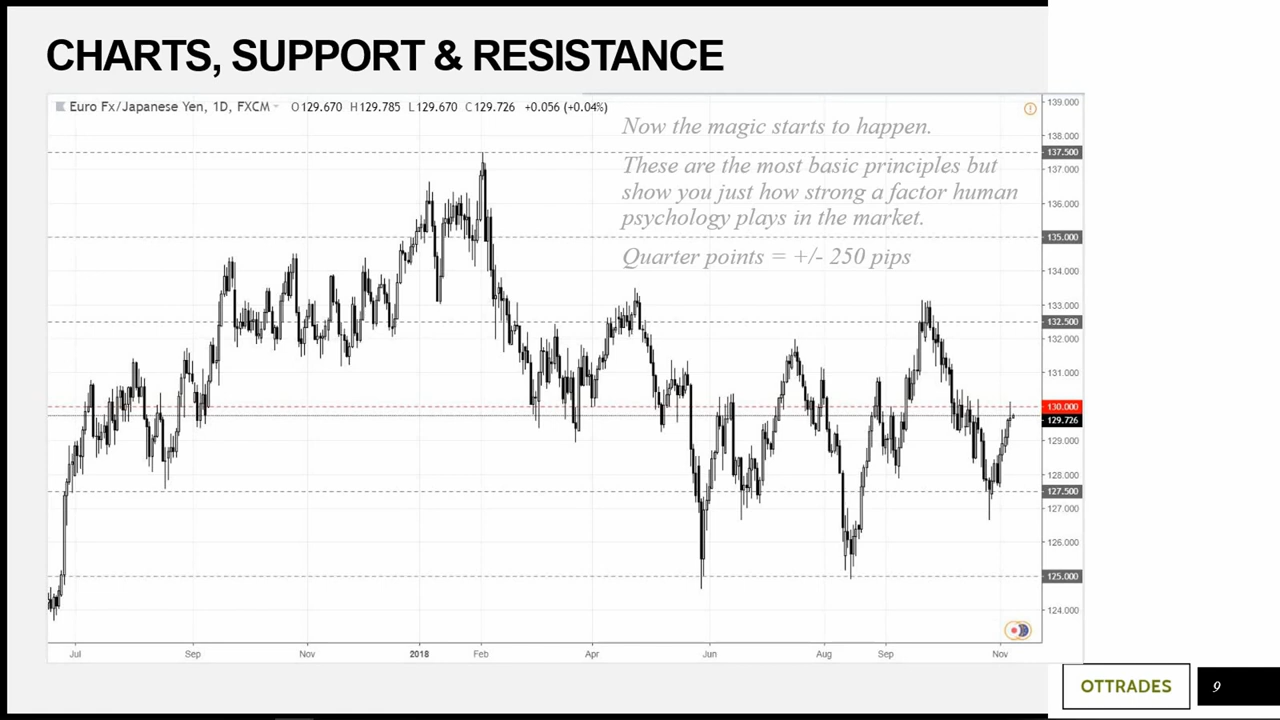 CHARTS, SUPPORT & RESISTANCE
Euro Fx/Japanese Yen, 1D, FXCM O129.670 H129.785 L129.670 C129.726 +0.056 (+0.04%)
Now the magic starts to happen.
These are the most basic principles but
show you just how strong a factor human
psychology plays in the market.
Quarter points = +/- 250 pips
139.000
138.000
137.500
137.000
136.000
135.000
134.000
133.000
132.500
132.000
131.000
130.000
129.726
129.000
128.000
127.500
127.000
126.000
125.000
124.000
Jul Sep Nov 2018 Feb Apr Jun Aug Sep Nov
OTTRADES
9